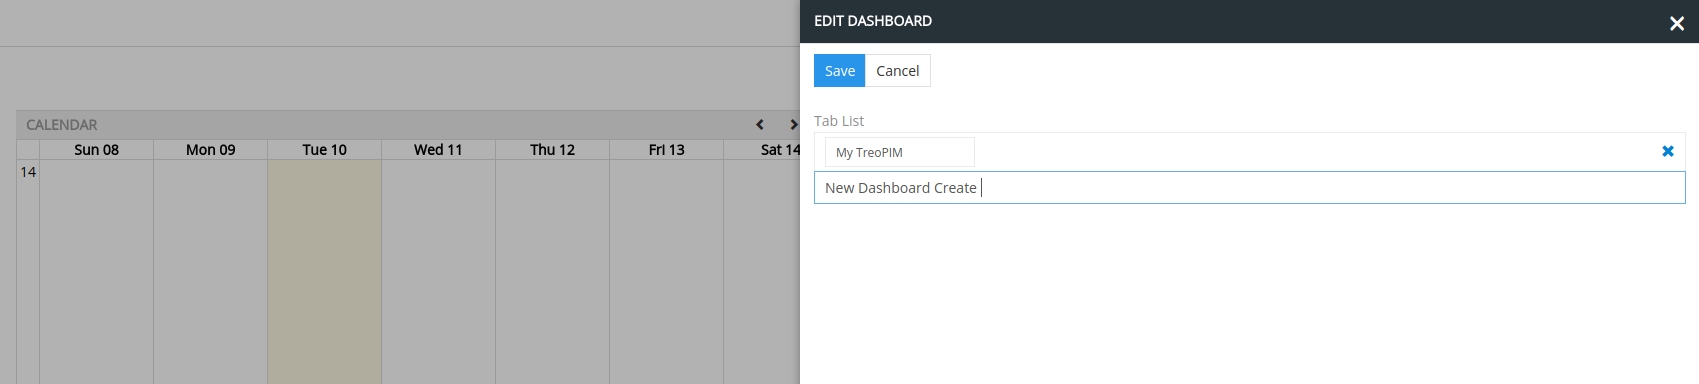 EDIT DASHBOARD
Save Cancel
Tab List
My TreoPIM
New Dashboard Create
CALENDAR
Sun 08 Mon 09 Tue 10 Wed 11 Thu 12 Fri 13 Sat 14
14